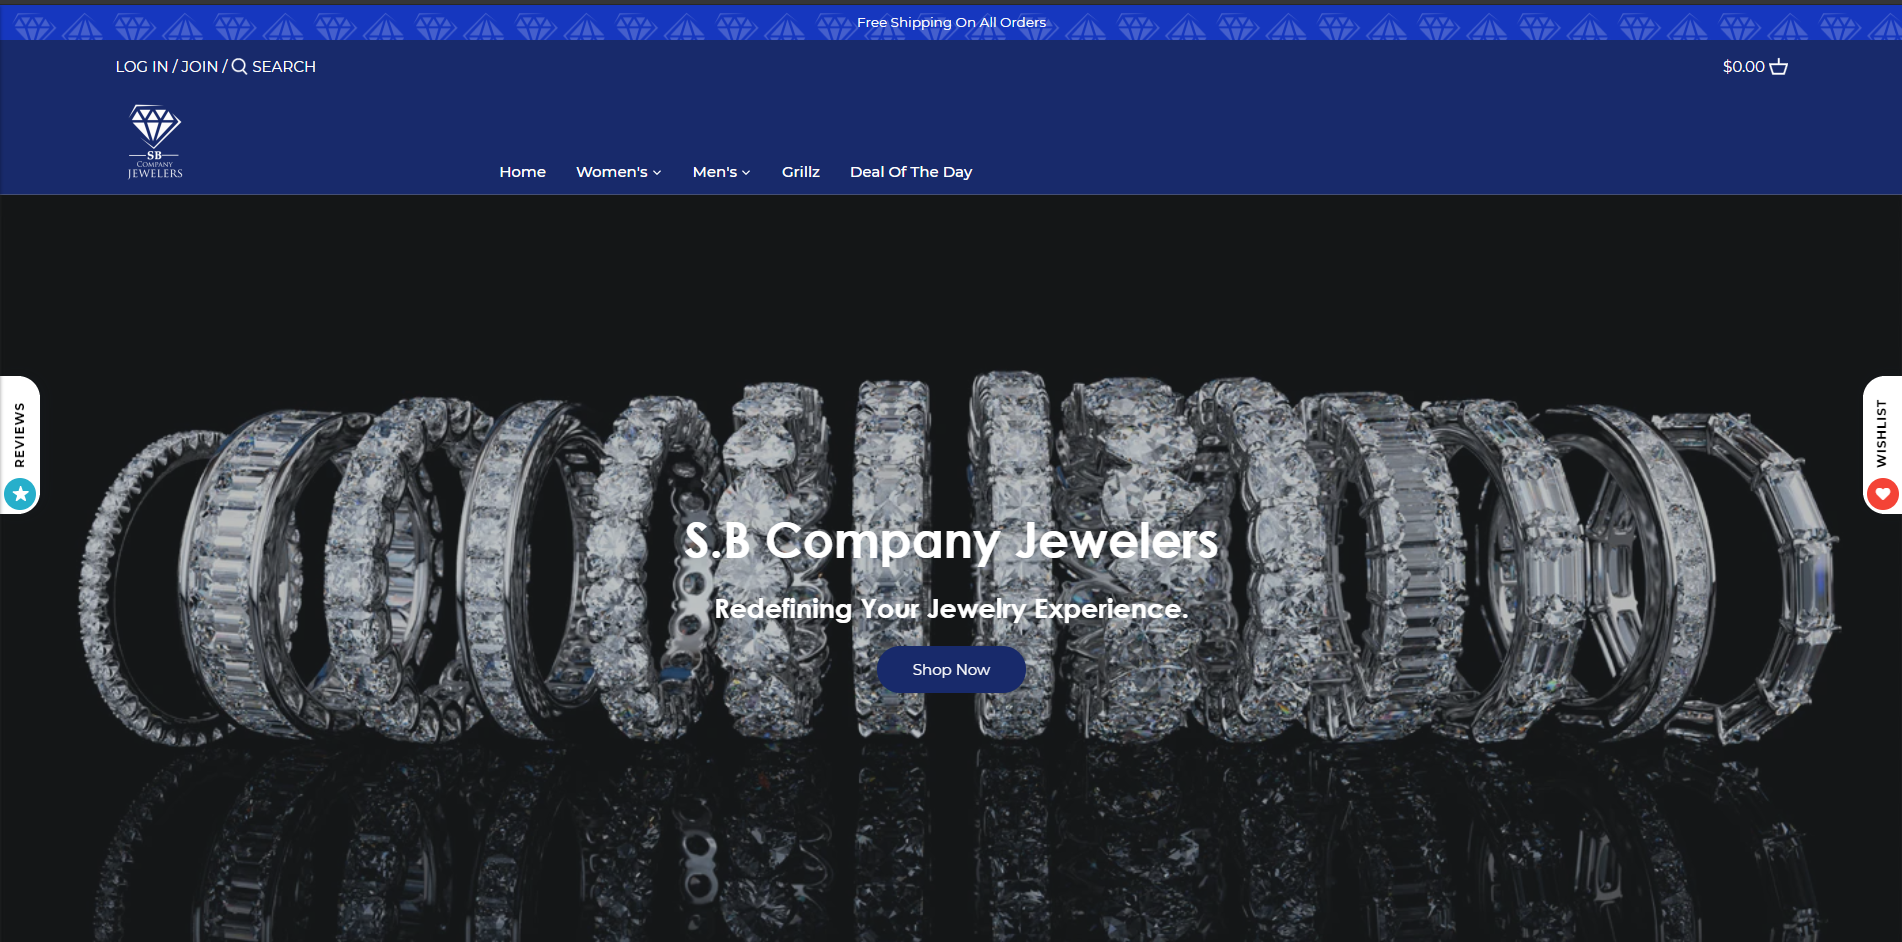 Free Shipping On All Orders
LOG IN / JOIN / SEARCH
$0.00
SB
COMPANY
JEWELERS
Home Women's Men's Grillz Deal Of The Day
REVIEWS
WISHLIST
S.B Company Jewelers
Redefining Your Jewelry Experience.
Shop Now